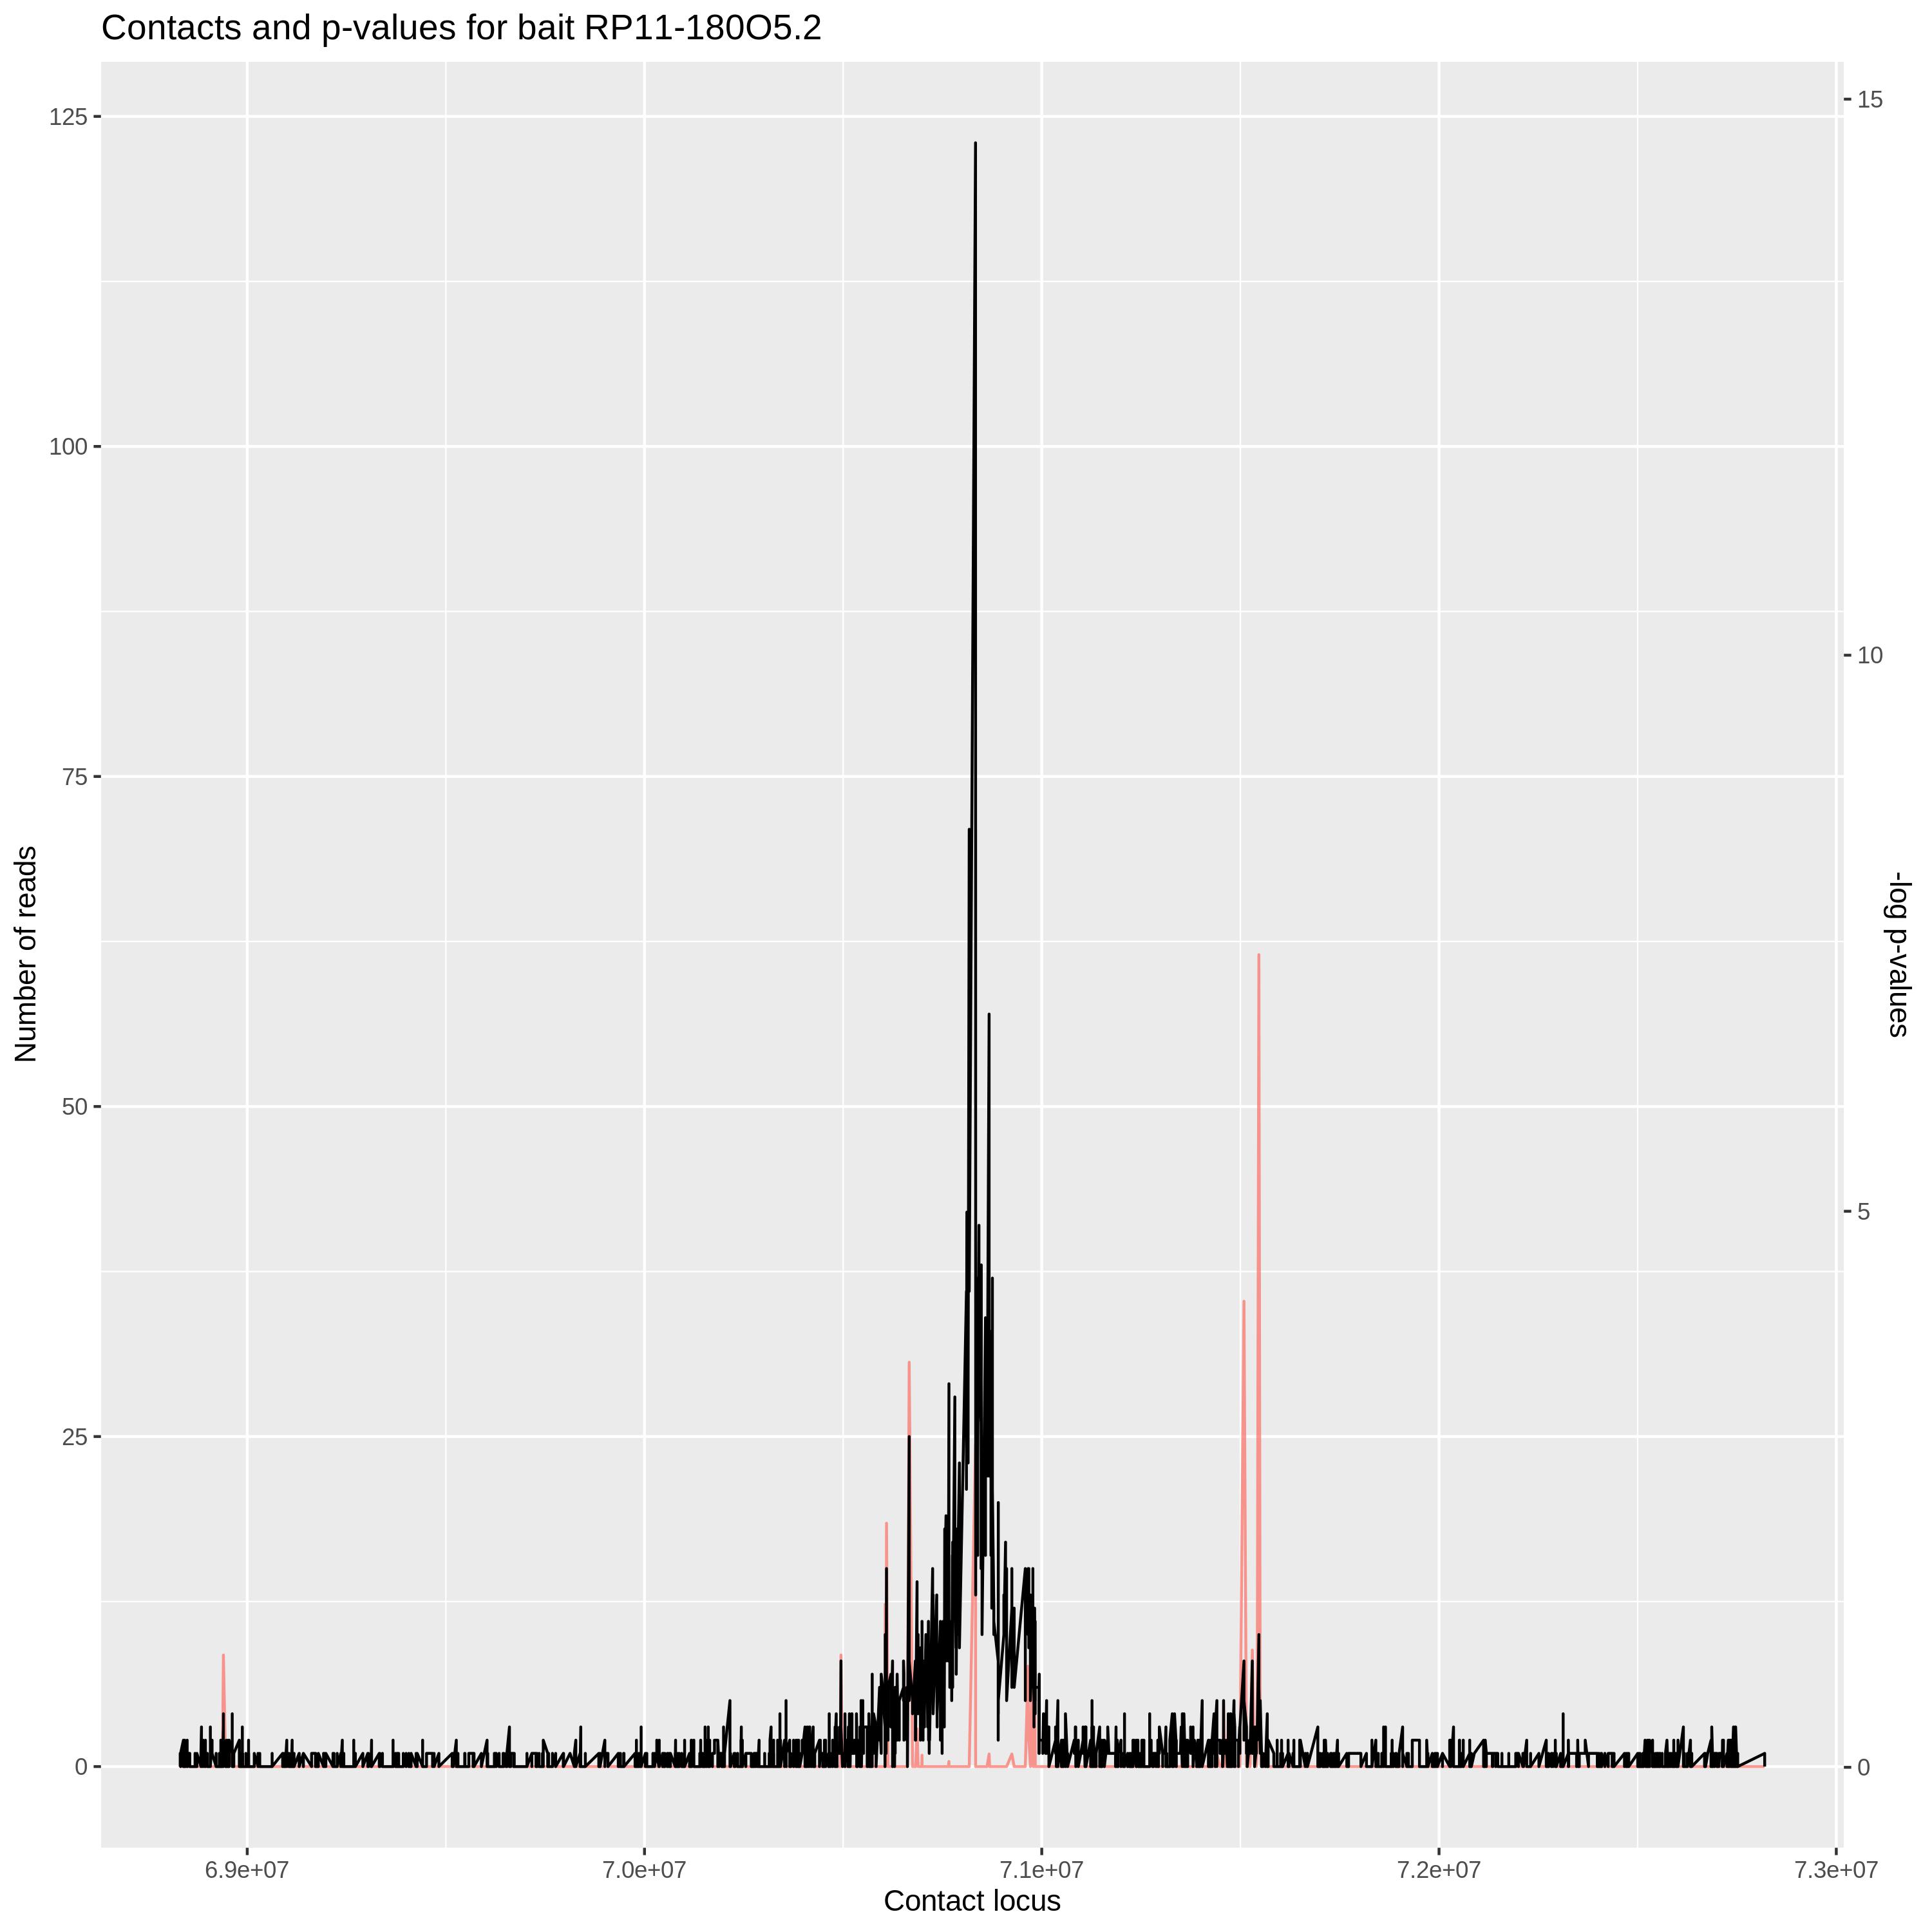 Contacts and p-values for bait RP11-180O5.2
125
100
75
50
25
0
Number of reads
15
10
5
0
-log p-values
6.9e+07
7.0e+07
7.1e+07
7.2e+07
7.3e+07
Contact locus